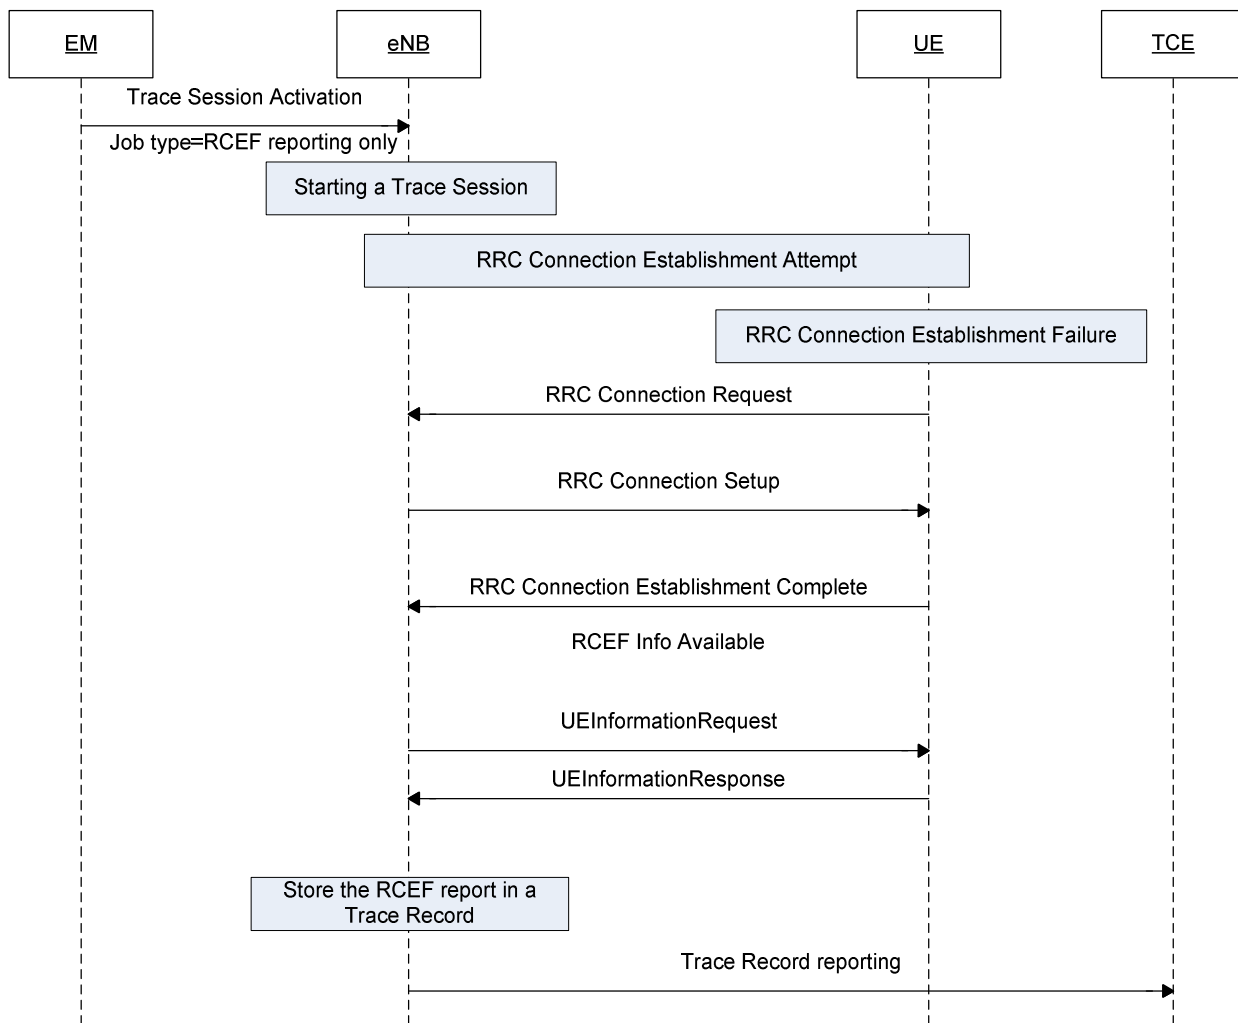 EM
eNB
UE
TCE
Trace Session Activation
Job type=RCEF reporting only
Starting a Trace Session
RRC Connection Establishment Attempt
RRC Connection Establishment Failure
RRC Connection Request
RRC Connection Setup
RRC Connection Establishment Complete
RCEF Info Available
UEInformationRequest
UEInformationResponse
Store the RCEF report in a
Trace Record
Trace Record reporting